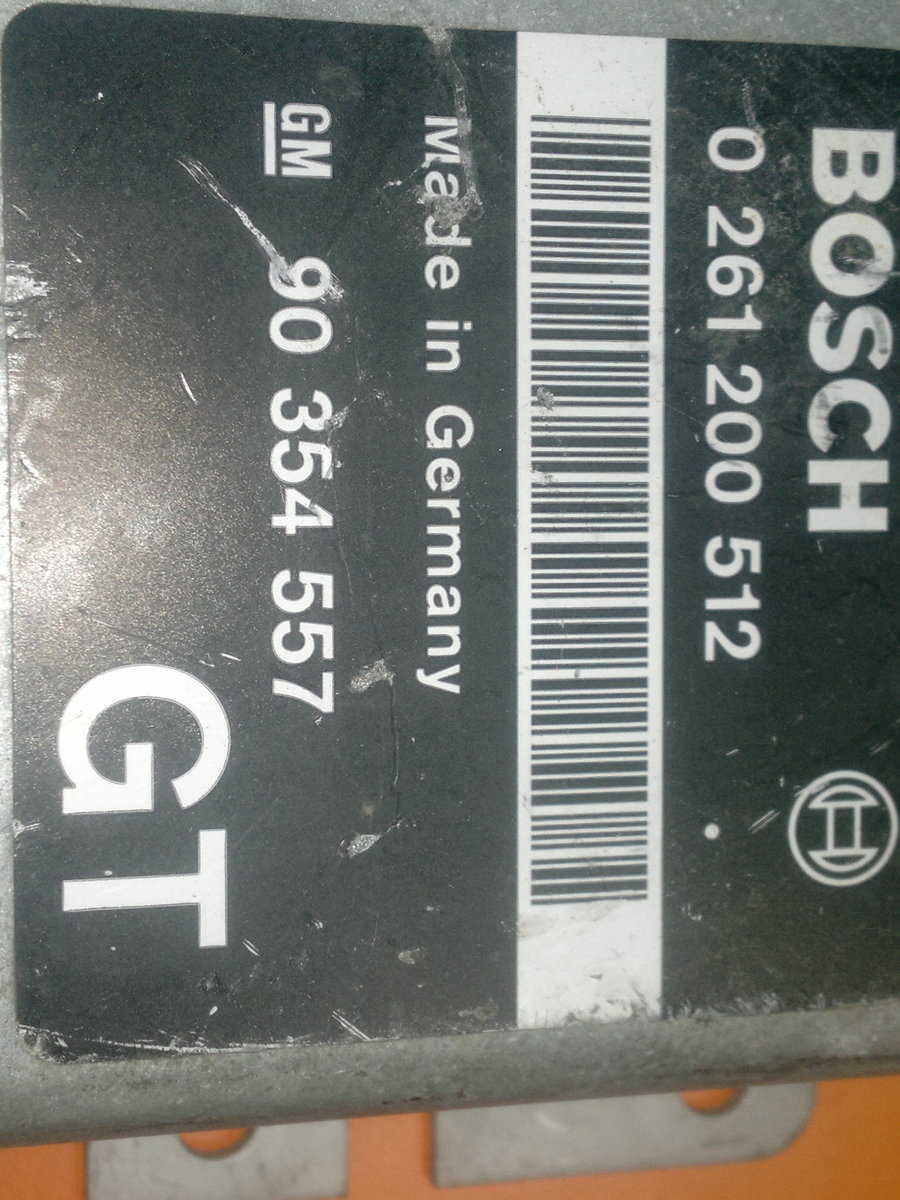 BOSCH
0 261 200 512
Made in Germany
GM 90 354 557
GT